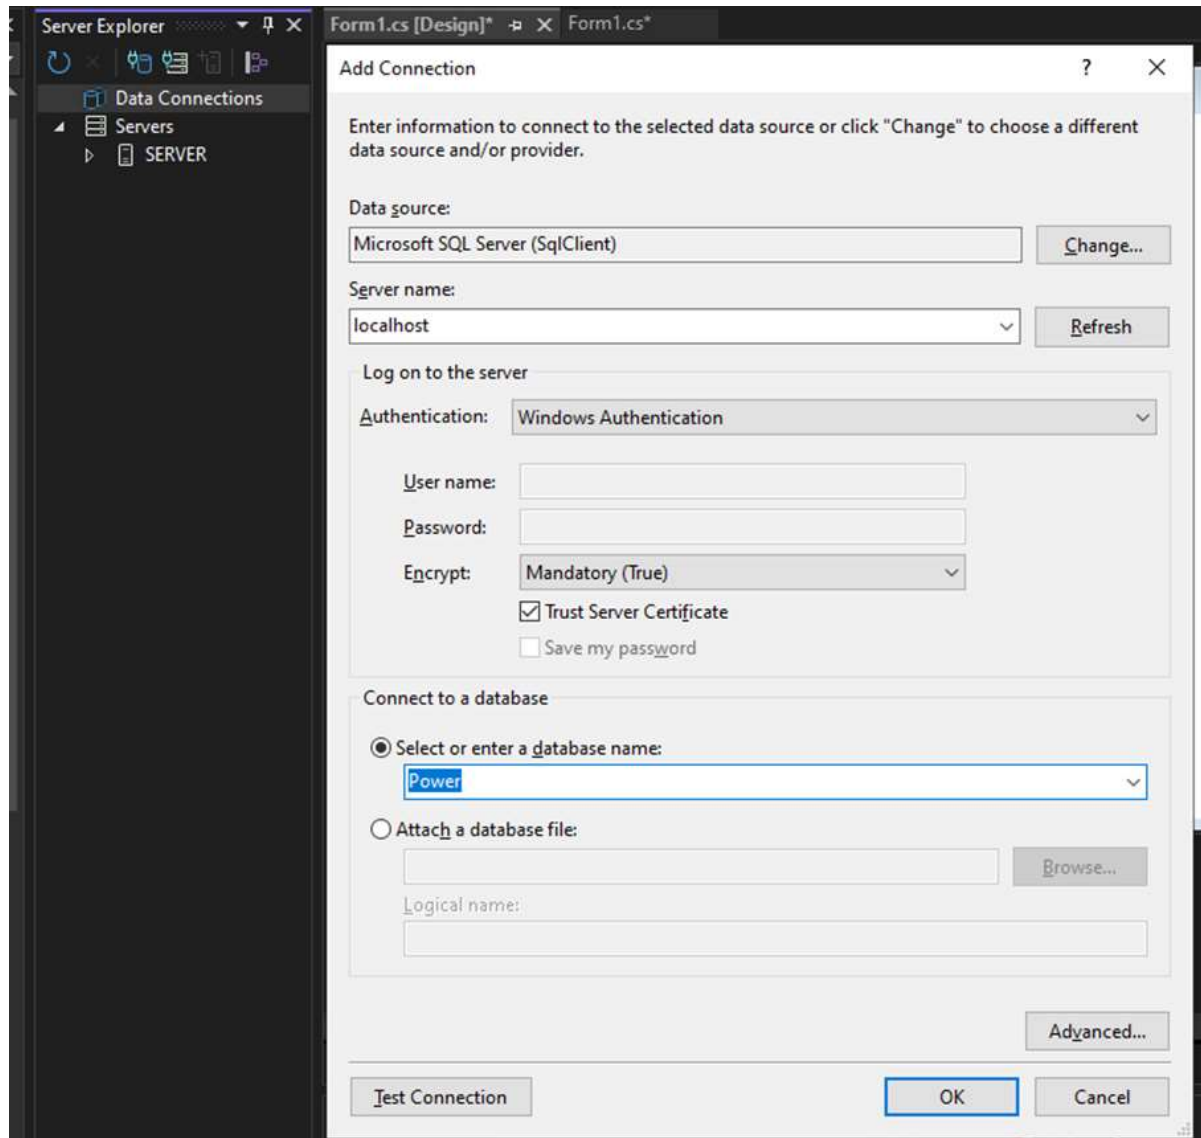 Server Explorer
Form1.cs [Design]*
Form1.cs*
Data Connections
Servers
SERVER
Add Connection
?
Enter information to connect to the selected data source or click "Change" to choose a different
data source and/or provider.
Data source:
Microsoft SQL Server (SqlClient)
Change...
Server name:
localhost
Refresh
Log on to the server
Authentication:
Windows Authentication
User name:
Password:
Encrypt:
Mandatory (True)
Trust Server Certificate
Save my password
Connect to a database
Select or enter a database name:
Power
Attach a database file:
Browse...
Logical name:
Advanced...
Test Connection
OK
Cancel